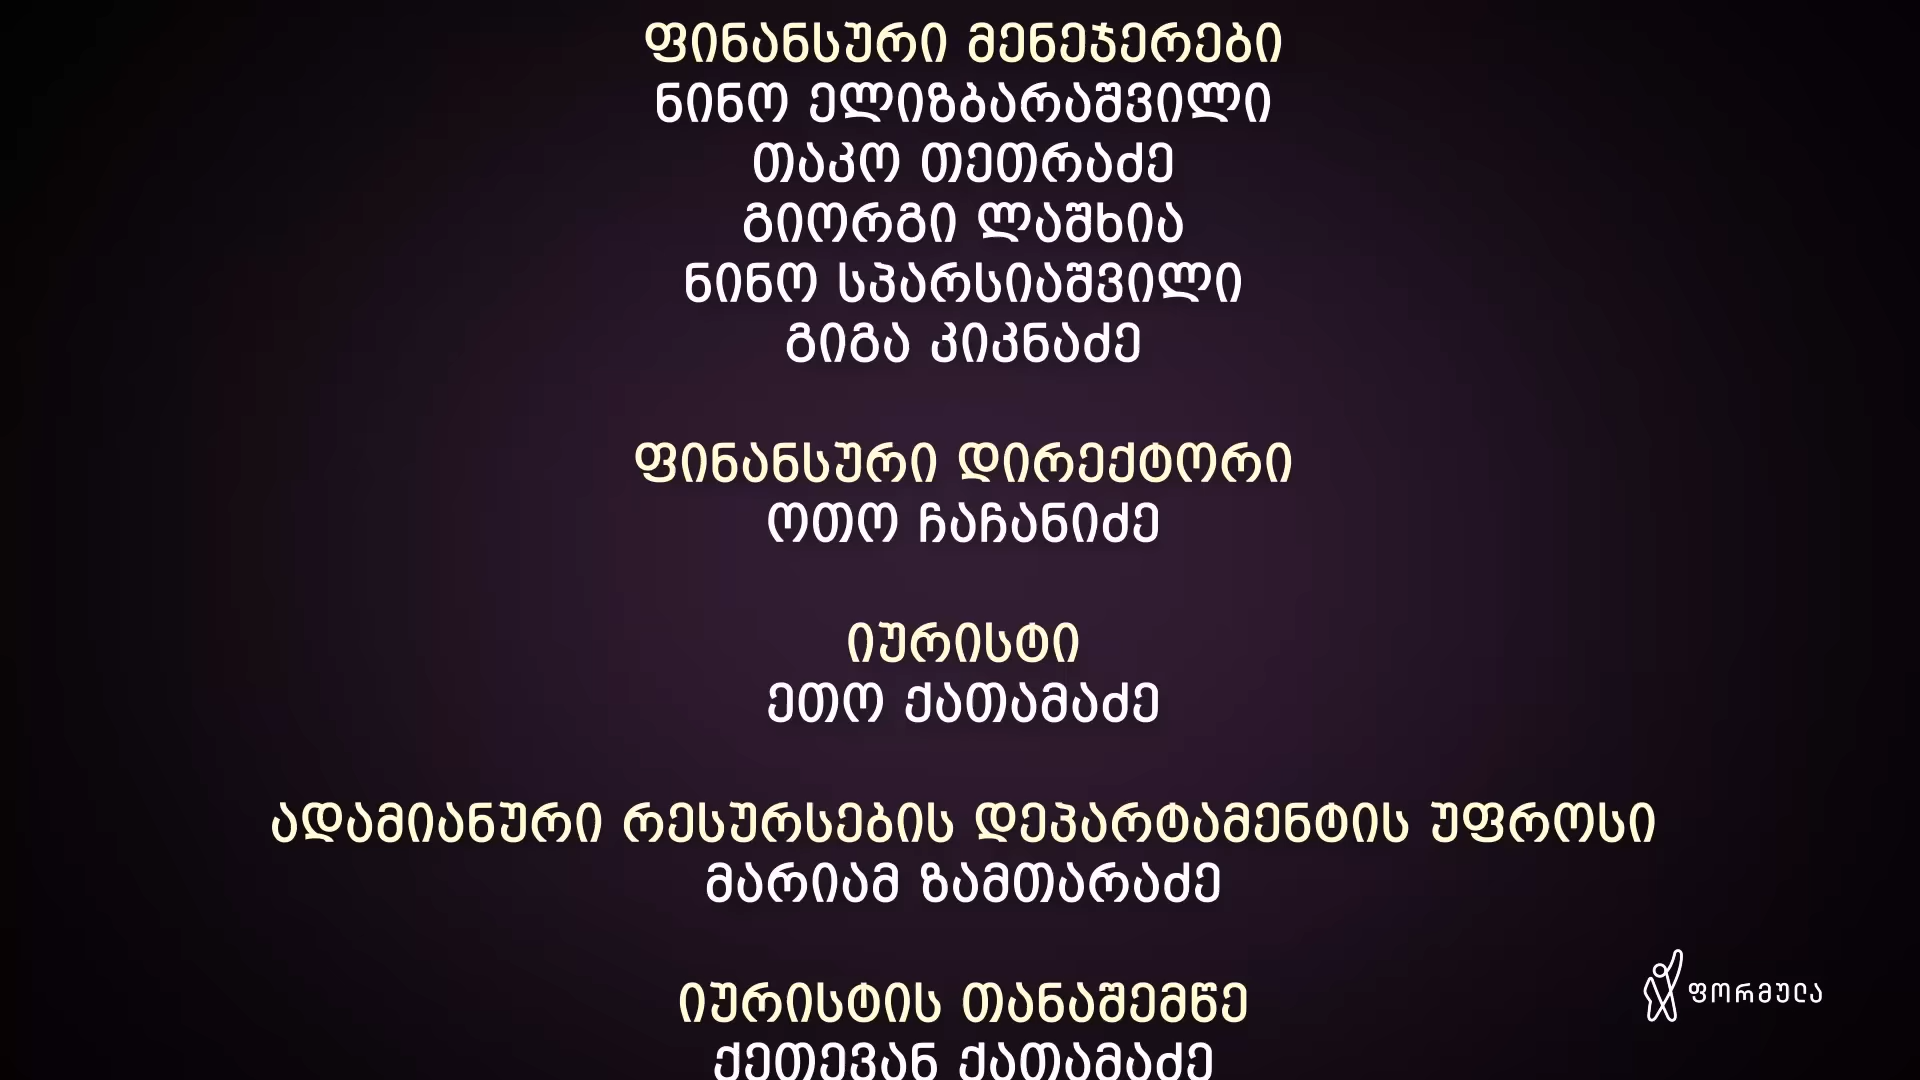 ფინანსური მენეჯერები
ნინო ელიზბარაშვილი
თაკო თეთრაძე
გიორგი ლაშხია
ნინო სპარსიაშვილი
გიგა კიკნაძე
ფინანსური დირექტორი
ოთო ჩაჩანიძე
იურისტი
ეთო ქათამაძე
ადამიანური რესურსების დეპარტამენტის უფროსი
მარიამ ზამთარაძე
იურისტის თანაშემწე
ქეთევან ქათამაძე
ფორმულა